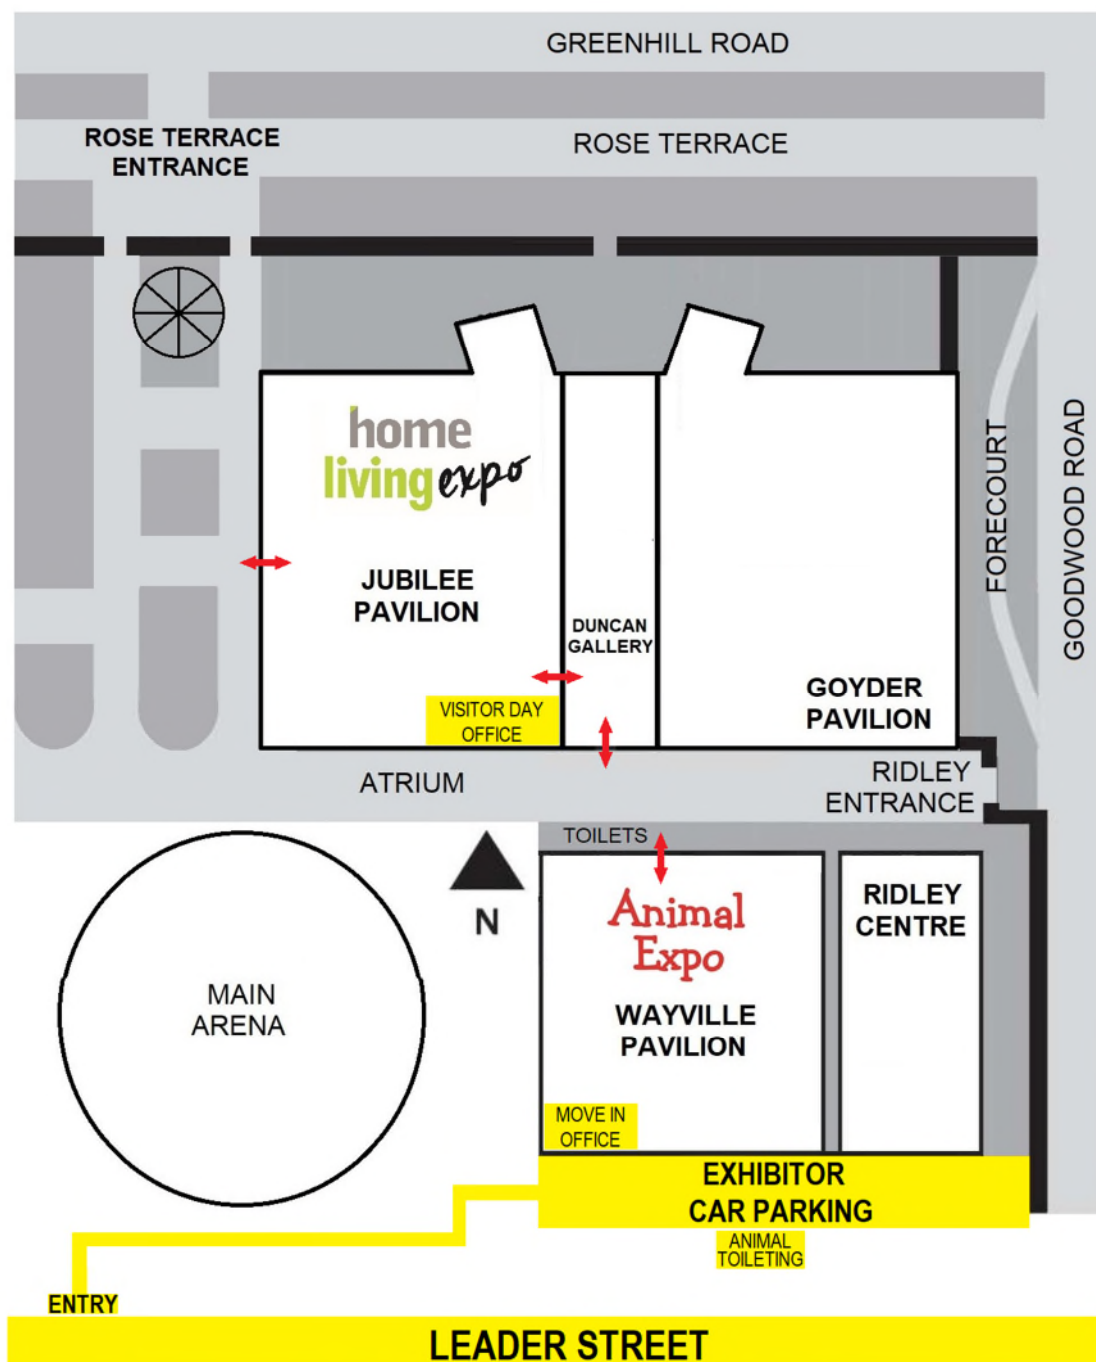 GREENHILL ROAD
ROSE TERRACE
ENTRANCE
ROSE TERRACE
home
living expo
JUBILEE
PAVILION
DUNCAN
GALLERY
GOYDER
PAVILION
FORECOURT
GOODWOOD ROAD
VISITOR DAY
OFFICE
ATRIUM
RIDLEY
ENTRANCE
TOILETS
N
Animal
Expo
WAYVILLE
PAVILION
RIDLEY
CENTRE
MAIN
ARENA
MOVE IN
OFFICE
EXHIBITOR
CAR PARKING
ANIMAL
TOILETING
ENTRY
LEADER STREET